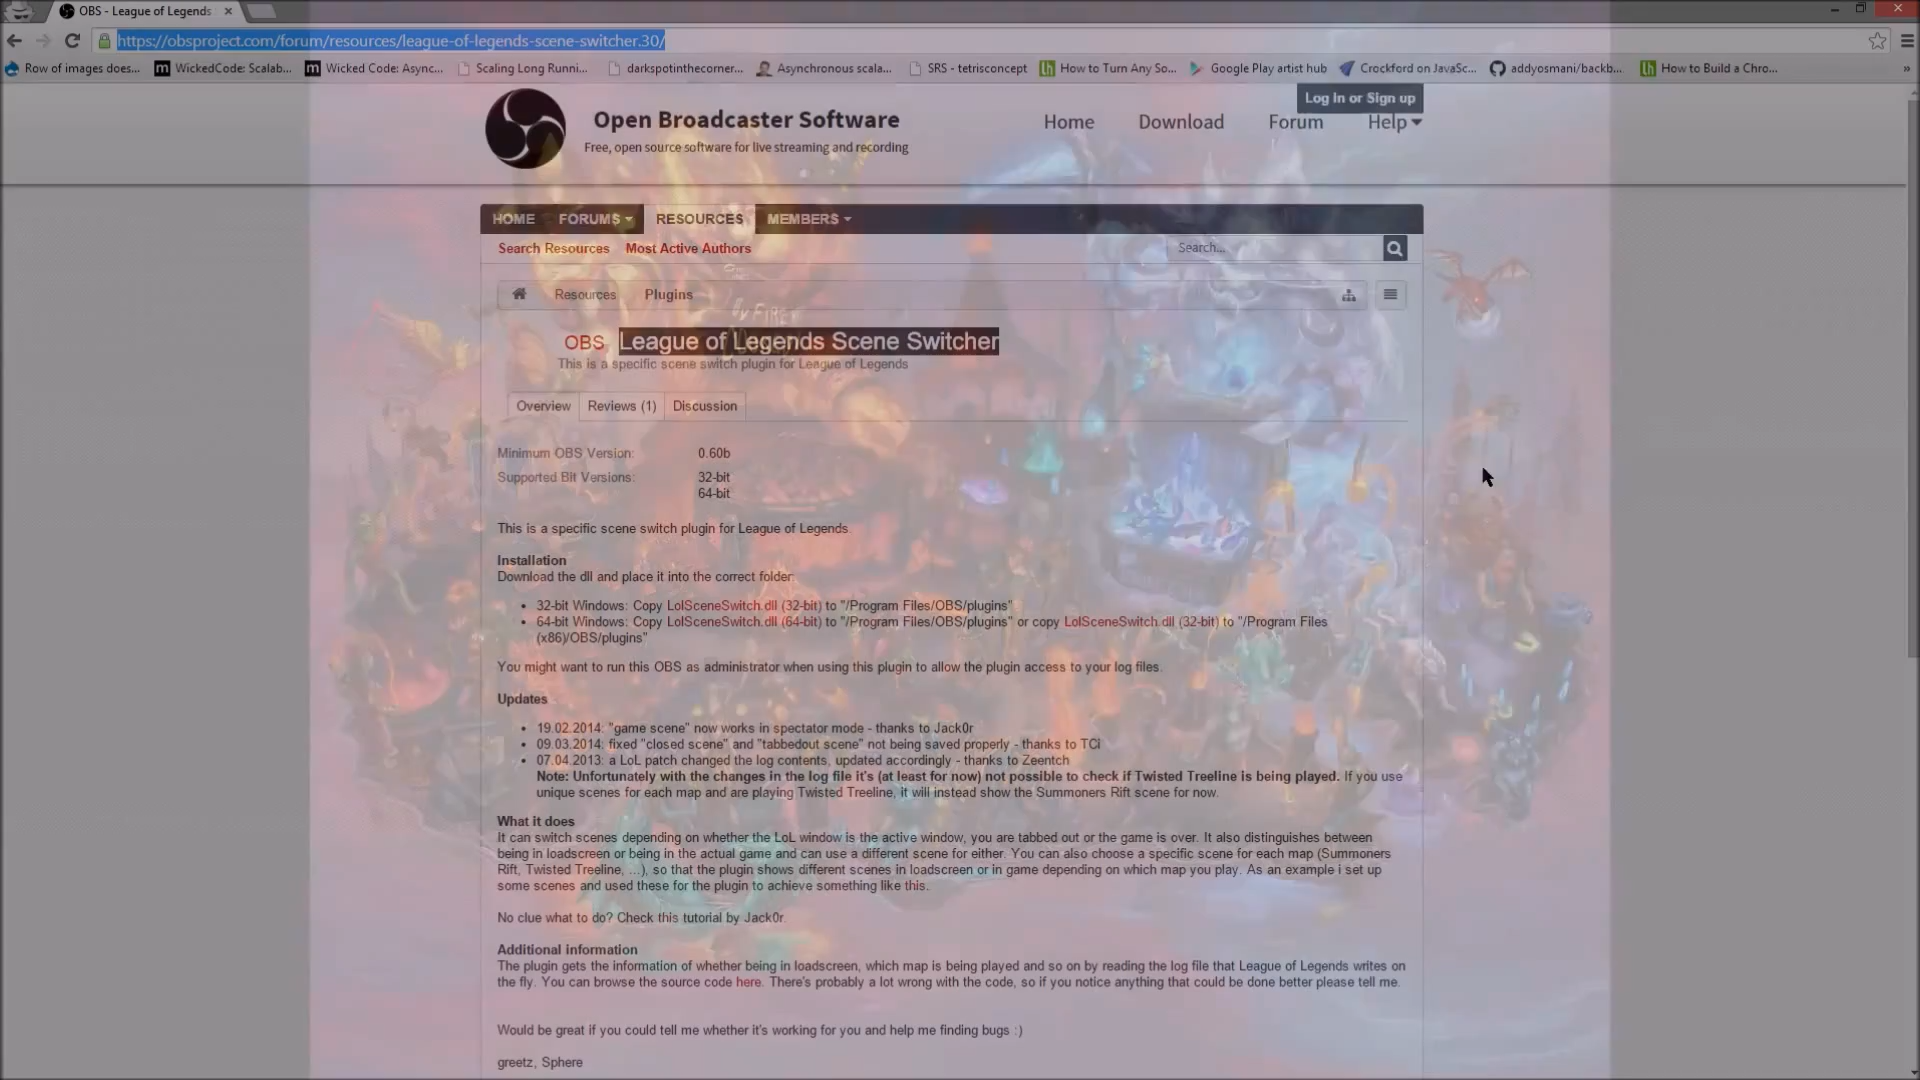 OBS - League of Legends
https://obsproject.com/forum/resources/league-of-legends-scene-switcher.30/
Row of images does...
WickedCode: Scalab...
Wicked Code: Async...
Scaling Long Runni...
darkspotinthecorner...
Asynchronous scala...
SRS - tetrisconcept
How to Turn Any So...
Google Play artist hub
Crockford on JavaSc...
addyosmani/backb...
How to Build a Chro...
Log In or Sign up
Open Broadcaster Software
Free, open source software for live streaming and recording
Home Download Forum Help
HOME FORUMS RESOURCES MEMBERS
Search Resources Most Active Authors
Search...
Resources Plugins
OBS League of Legends Scene Switcher
This is a specific scene switch plugin for League of Legends
Overview Reviews (1) Discussion
Minimum OBS Version: 0.60b
Supported Bit Versions: 32-bit
64-bit
This is a specific scene switch plugin for League of Legends.
Installation
Download the dll and place it into the correct folder:
• 32-bit Windows: Copy LolSceneSwitch.dll (32-bit) to "/Program Files/OBS/plugins"
• 64-bit Windows: Copy LolSceneSwitch.dll (64-bit) to "/Program Files/OBS/plugins" or copy LolSceneSwitch.dll (32-bit) to "/Program Files
(x86)/OBS/plugins"
You might want to run this OBS as administrator when using this plugin to allow the plugin access to your log files.
Updates
• 19.02.2014: "game scene" now works in spectator mode - thanks to Jack0r
• 09.03.2014: fixed "closed scene" and "tabbedout scene" not being saved properly - thanks to TCi
• 07.04.2013: a LoL patch changed the log contents, updated accordingly - thanks to Zeentch
Note: Unfortunately with the changes in the log file it's (at least for now) not possible to check if Twisted Treeline is being played. If you use
unique scenes for each map and are playing Twisted Treeline, it will instead show the Summoners Rift scene for now.
What it does
It can switch scenes depending on whether the LoL window is the active window, you are tabbed out or the game is over. It also distinguishes between
being in loadscreen or being in the actual game and can use a different scene for either. You can also choose a specific scene for each map (Summoners
Rift, Twisted Treeline, ...), so that the plugin shows different scenes in loadscreen or in game depending on which map you play. As an example i set up
some scenes and used these for the plugin to achieve something like this.
No clue what to do? Check this tutorial by Jack0r.
Additional information
The plugin gets the information of whether being in loadscreen, which map is being played and so on by reading the log file that League of Legends writes on
the fly. You can browse the source code here. There's probably a lot wrong with the code, so if you notice anything that could be done better please tell me.
Would be great if you could tell me whether it's working for you and help me finding bugs :)
greetz, Sphere